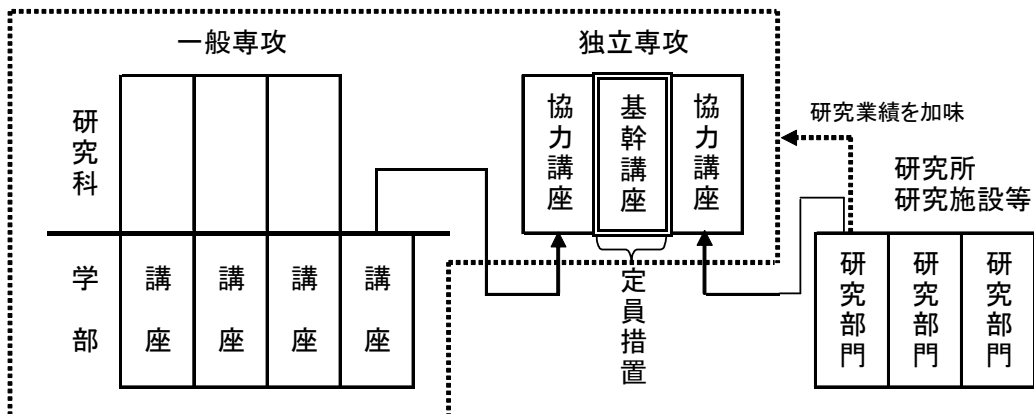 一般専攻
独立専攻
研究科
協力講座
基幹講座
協力講座
研究業績を加味
研究所
研究施設等
学部
講座
講座
講座
講座
定員措置
研究部門
研究部門
研究部門